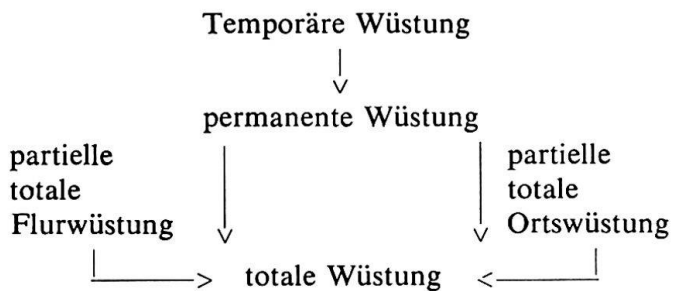 Temporäre Wüstung
permanente Wüstung
partielle
totale
Flurwüstung
partielle
totale
Ortswüstung
totale Wüstung